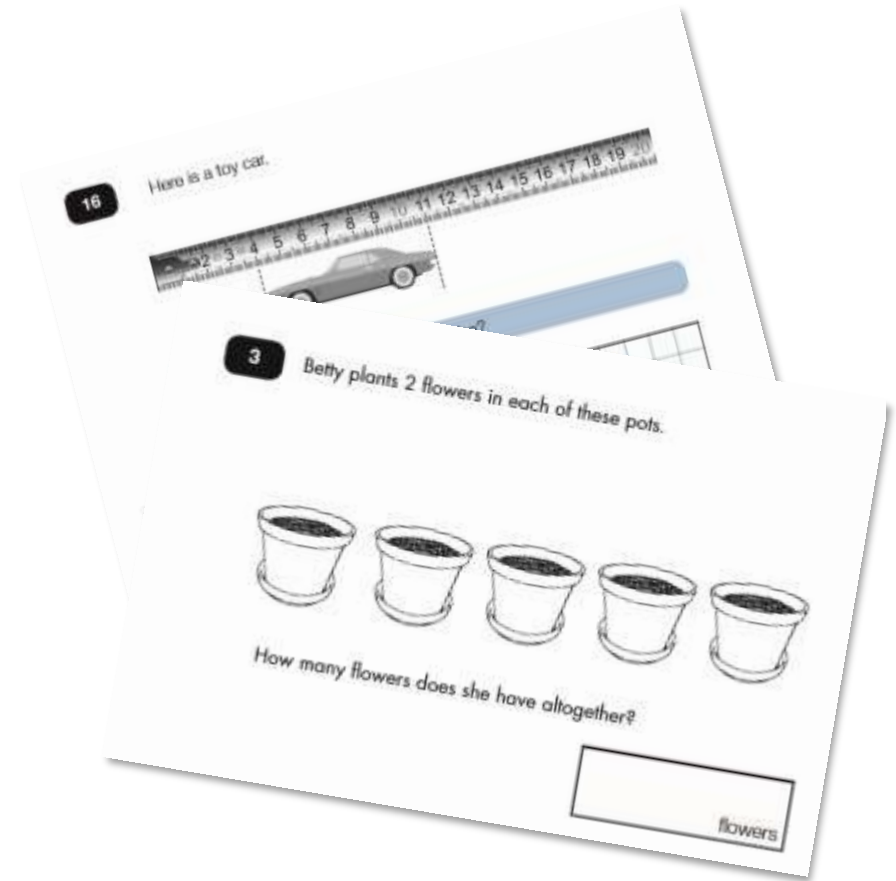 16
Here is a toy car.
2 3 4 5 6 7 8 9 10 11 12 13 14 15 16 17 18 19 20
3
Betty plants 2 flowers in each of these pots.
How many flowers does she have altogether?
flowers